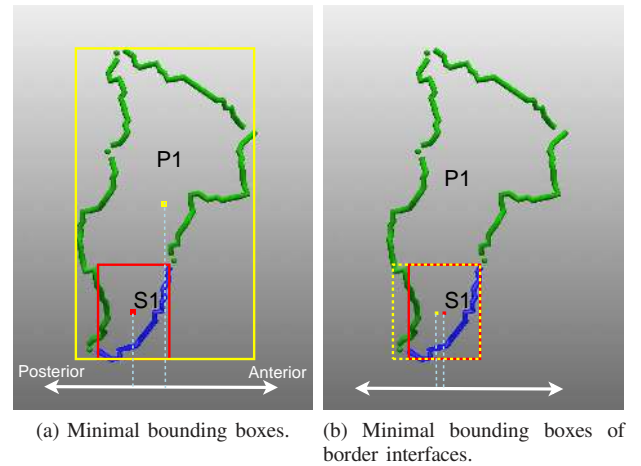 P1
S1
Posterior
Anterior
(a) Minimal bounding boxes.
P1
S1
(b) Minimal bounding boxes of
border interfaces.